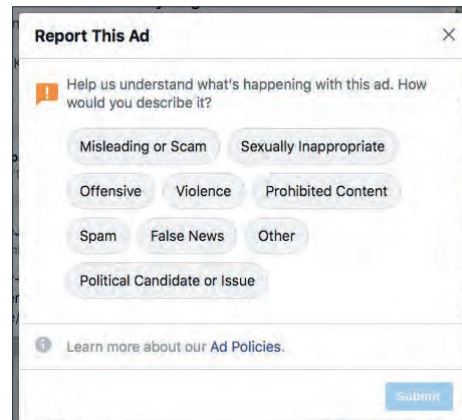 Report This Ad
Help us understand what's happening with this ad. How
would you describe it?
Misleading or Scam
Sexually Inappropriate
Offensive
Violence
Prohibited Content
Spam
False News
Other
Political Candidate or Issue
Learn more about our Ad Policies.
Submit